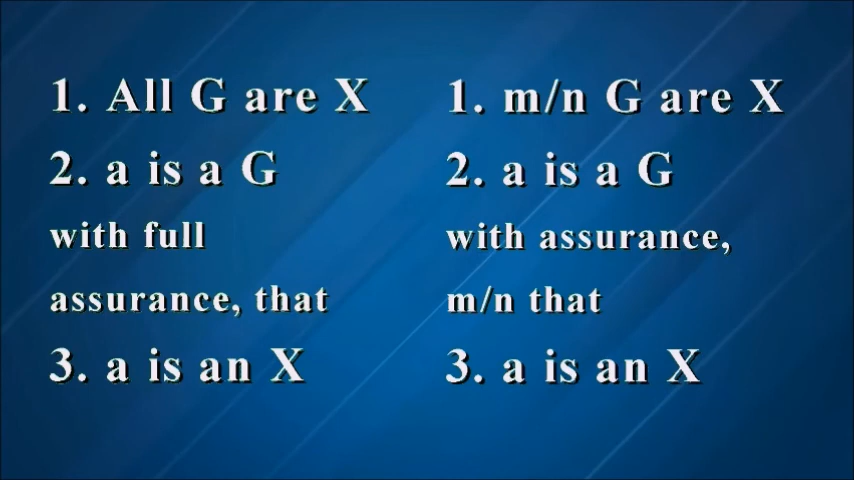 1. All G are X
2. a is a G
with full
assurance, that
3. a is an X
1. m/n G are X
2. a is a G
with assurance,
m/n that
3. a is an X